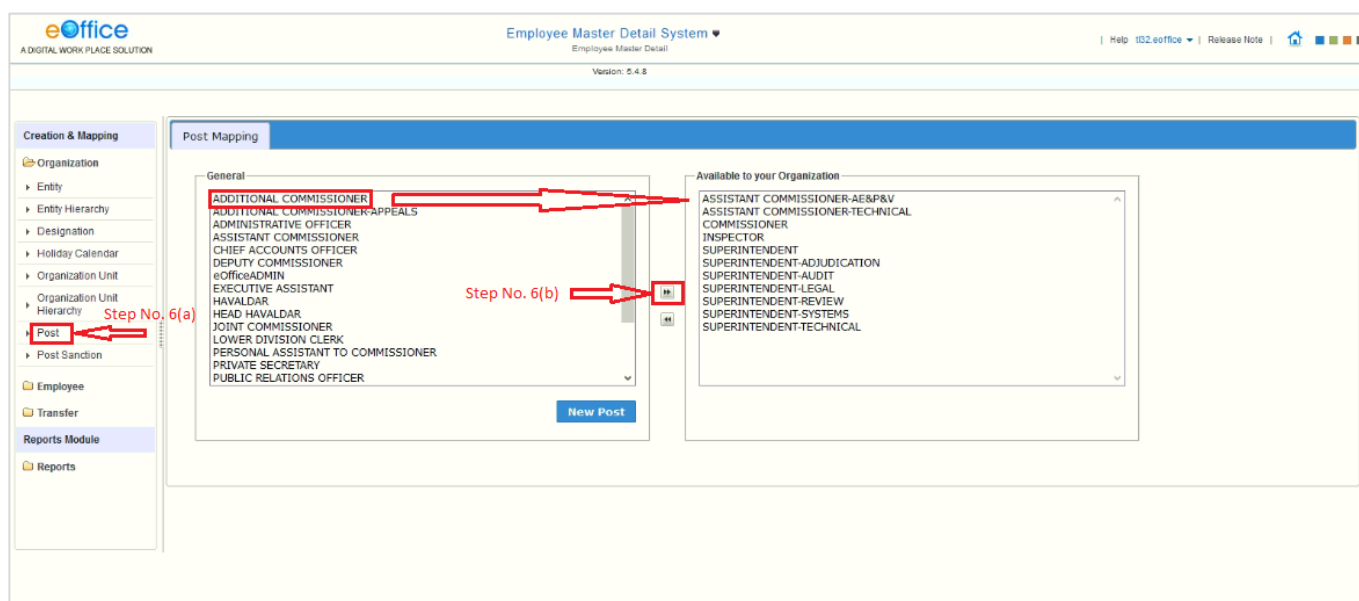 eOffice
A DIGITAL WORK PLACE SOLUTION
Employee Master Detail System
Employee Master Detail
| Help tl32.eoffice | Release Note |
Version: 5.4.8
Creation & Mapping
Organization
Entity
Entity Hierarchy
Designation
Holiday Calendar
Organization Unit
Organization Unit
Hierarchy
Step No. 6(a)
Post
Post Sanction
Employee
Transfer
Reports Module
Reports
Post Mapping
General
ADDITIONAL COMMISSIONER
ADDITIONAL COMMISSIONER-APPEALS
ADMINISTRATIVE OFFICER
ASSISTANT COMMISSIONER
CHIEF ACCOUNTS OFFICER
DEPUTY COMMISSIONER
eOfficeADMIN
EXECUTIVE ASSISTANT
HAVALDAR
HEAD HAVALDAR
JOINT COMMISSIONER
LOWER DIVISION CLERK
PERSONAL ASSISTANT TO COMMISSIONER
PRIVATE SECRETARY
PUBLIC RELATIONS OFFICER
New Post
Step No. 6(b)
Available to your Organization
ASSISTANT COMMISSIONER-AE&P&V
ASSISTANT COMMISSIONER-TECHNICAL
COMMISSIONER
INSPECTOR
SUPERINTENDENT
SUPERINTENDENT-ADJUDICATION
SUPERINTENDENT-AUDIT
SUPERINTENDENT-LEGAL
SUPERINTENDENT-REVIEW
SUPERINTENDENT-SYSTEMS
SUPERINTENDENT-TECHNICAL